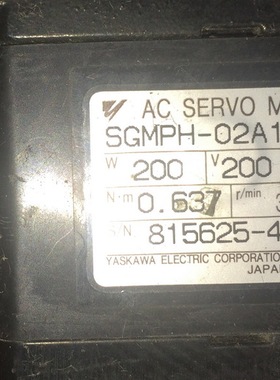 AC SERVO M
SGMPH-02A1
W 200 V 200
N·m 0.637 r/min
S/N 815625-4
YASKAWA ELECTRIC CORPORATION
JAPAN